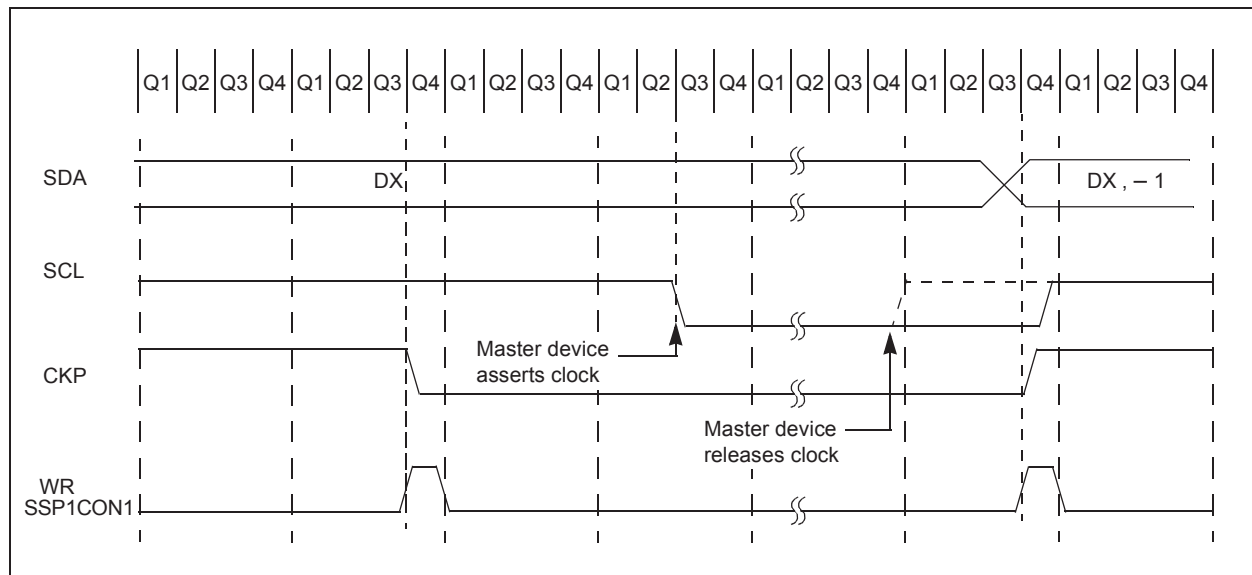 Q1 Q2 Q3 Q4 Q1 Q2 Q3 Q4 Q1 Q2 Q3 Q4 Q1 Q2 Q3 Q4 Q1 Q2 Q3 Q4 Q1 Q2 Q3 Q4 Q1 Q2 Q3 Q4
SDA
DX
DX , – 1
SCL
Master device
asserts clock
CKP
Master device
releases clock
WR
SSP1CON1